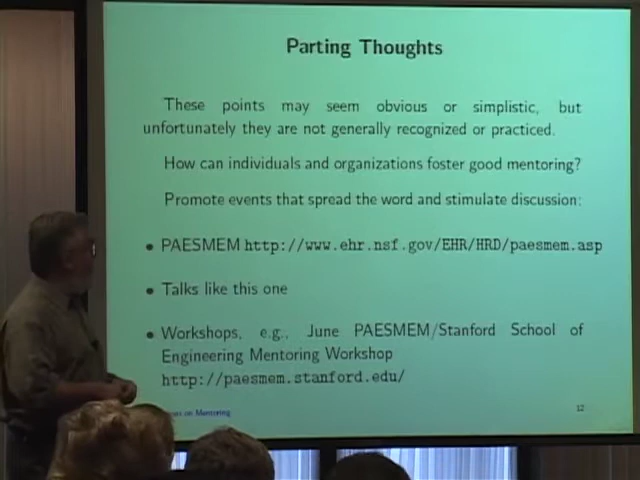 Parting Thoughts
These points may seem obvious or simplistic, but
unfortunately they are not generally recognized or practiced.
How can individuals and organizations foster good mentoring?
Promote events that spread the word and stimulate discussion:
• PAESMEM http://www.ehr.nsf.gov/EHR/HRD/paesmem.asp
• Talks like this one
• Workshops, e.g., June PAESMEM/Stanford School of
Engineering Mentoring Workshop
http://paesmem.stanford.edu/
on Mentoring
12